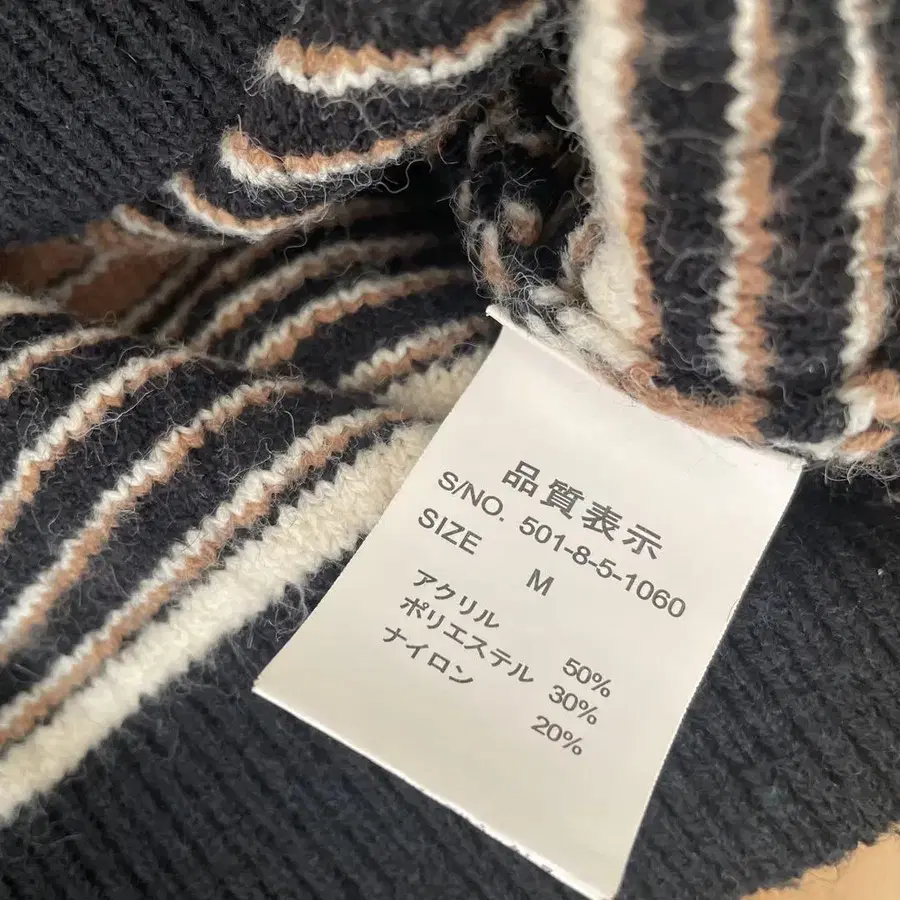 品質表示
S/NO. 501-8-5-1060
SIZE M
アクリル 50%
ポリエステル 30%
ナイロン 20%